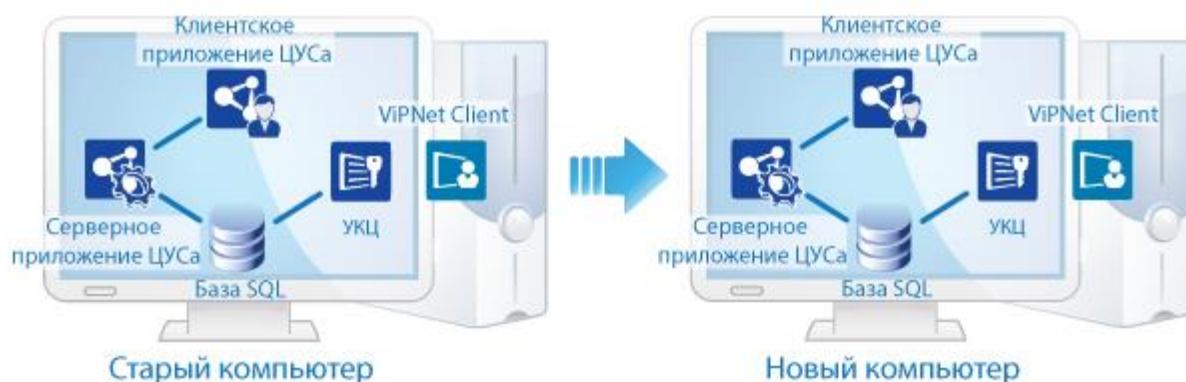 Клиентское
приложение ЦУСа
ViPNet Client
Серверное
приложение ЦУСа
УКЦ
База SQL
Старый компьютер
Клиентское
приложение ЦУСа
ViPNet Client
Серверное
приложение ЦУСа
УКЦ
База SQL
Новый компьютер